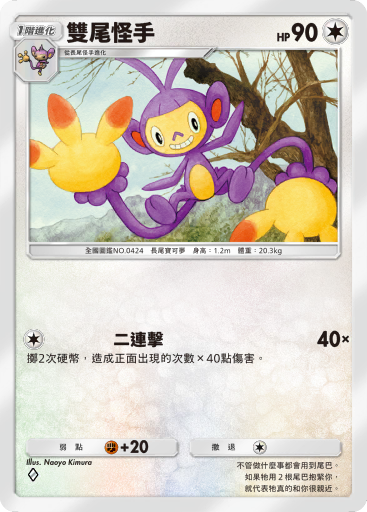 1階進化
雙尾怪手
HP 90
從長尾怪手進化
全國圖鑑NO.0424 長尾寶可夢 身高：1.2m 體重：20.3kg
二連擊 40×
擲2次硬幣，造成正面出現的次數×40點傷害。
弱點 +20 撤退
Illus. Naoyo Kimura
不管做什麼事都會用到尾巴。
如果牠用2根尾巴抱緊你，
就代表牠真的和你很親近。